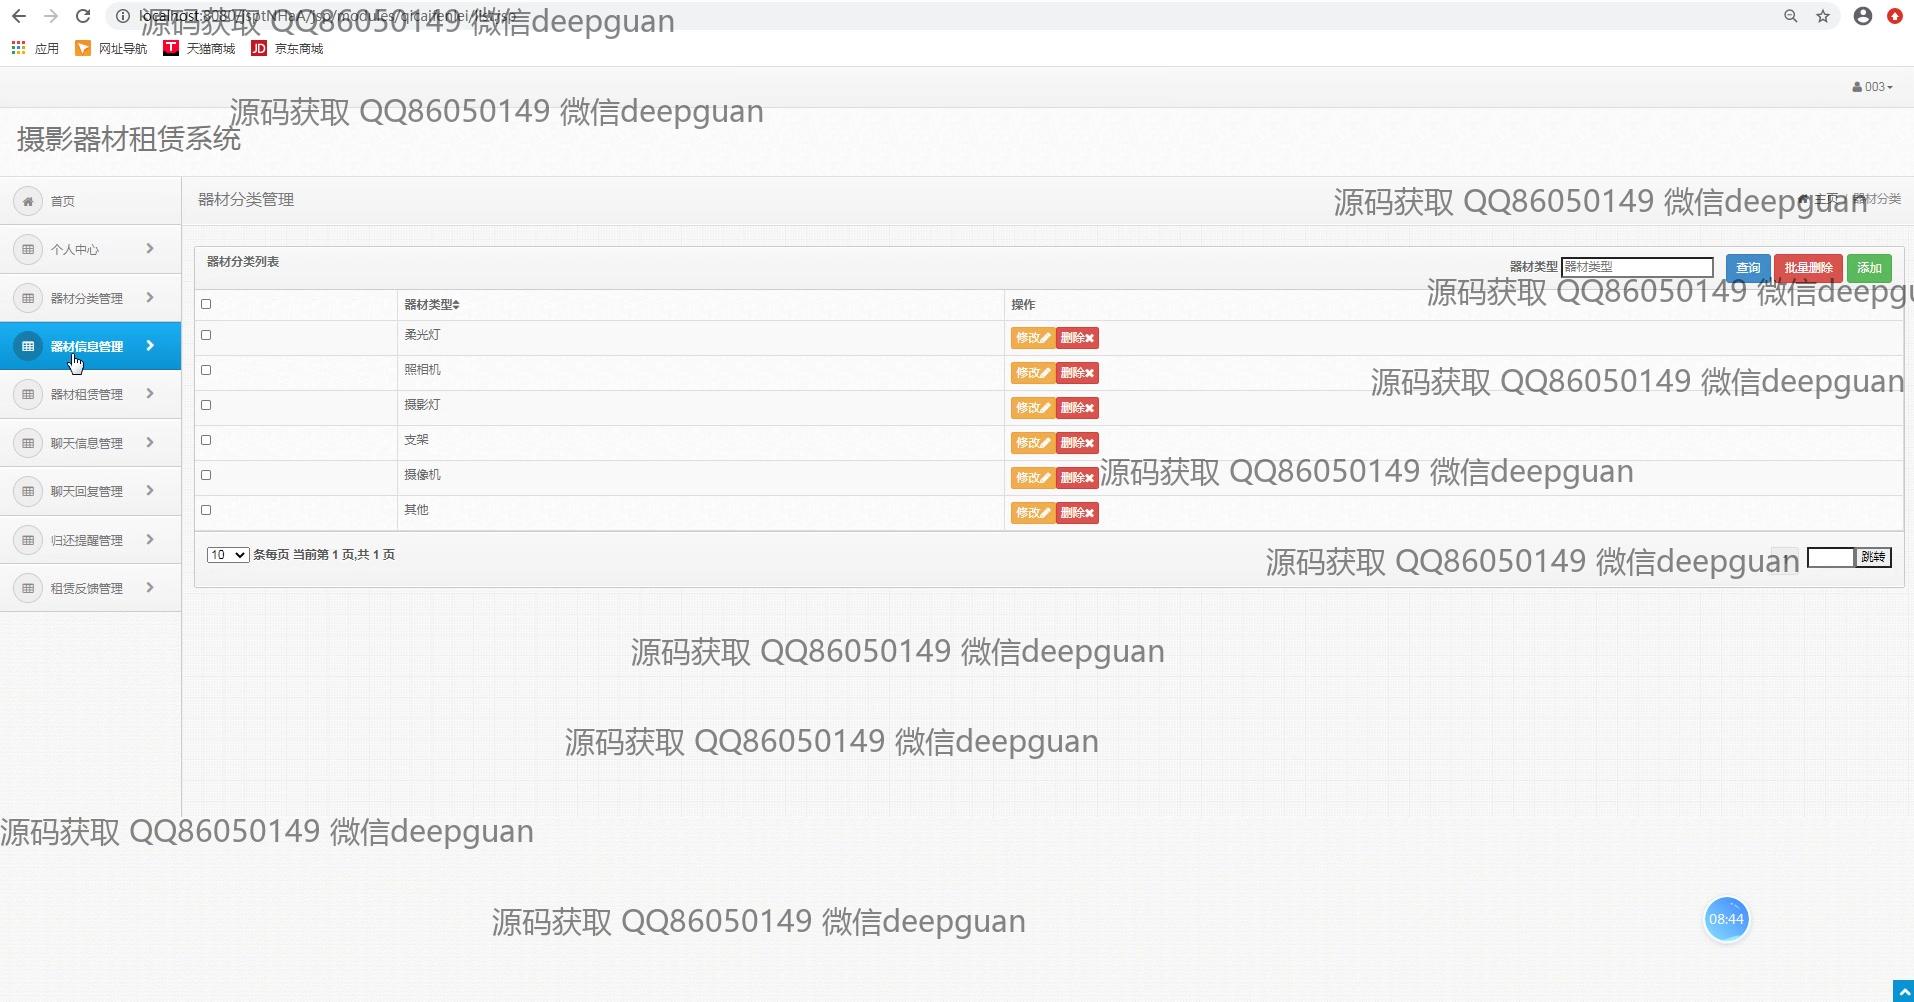 源码获取 QQ86050149 微信deepguan
应用 网址导航 天猫商城 JD 京东商城
003
源码获取 QQ86050149 微信deepguan
摄影器材租赁系统
首页
个人中心
器材分类管理
器材信息管理
器材租赁管理
聊天信息管理
聊天回复管理
归还提醒管理
租赁反馈管理
器材分类管理
主页 / 器材分类
源码获取 QQ86050149 微信deepguan
器材分类列表
器材类型 器材类型 查询 批量删除 添加
源码获取 QQ86050149 微信deepgu
器材类型 操作
柔光灯 修改 删除
照相机 修改 删除
源码获取 QQ86050149 微信deepguan
摄影灯 修改 删除
支架 修改 删除
摄像机 修改 删除
源码获取 QQ86050149 微信deepguan
其他 修改 删除
10 条每页 当前第 1 页,共 1 页
源码获取 QQ86050149 微信deepguan
跳转
源码获取 QQ86050149 微信deepguan
源码获取 QQ86050149 微信deepguan
源码获取 QQ86050149 微信deepguan
源码获取 QQ86050149 微信deepguan
08:44